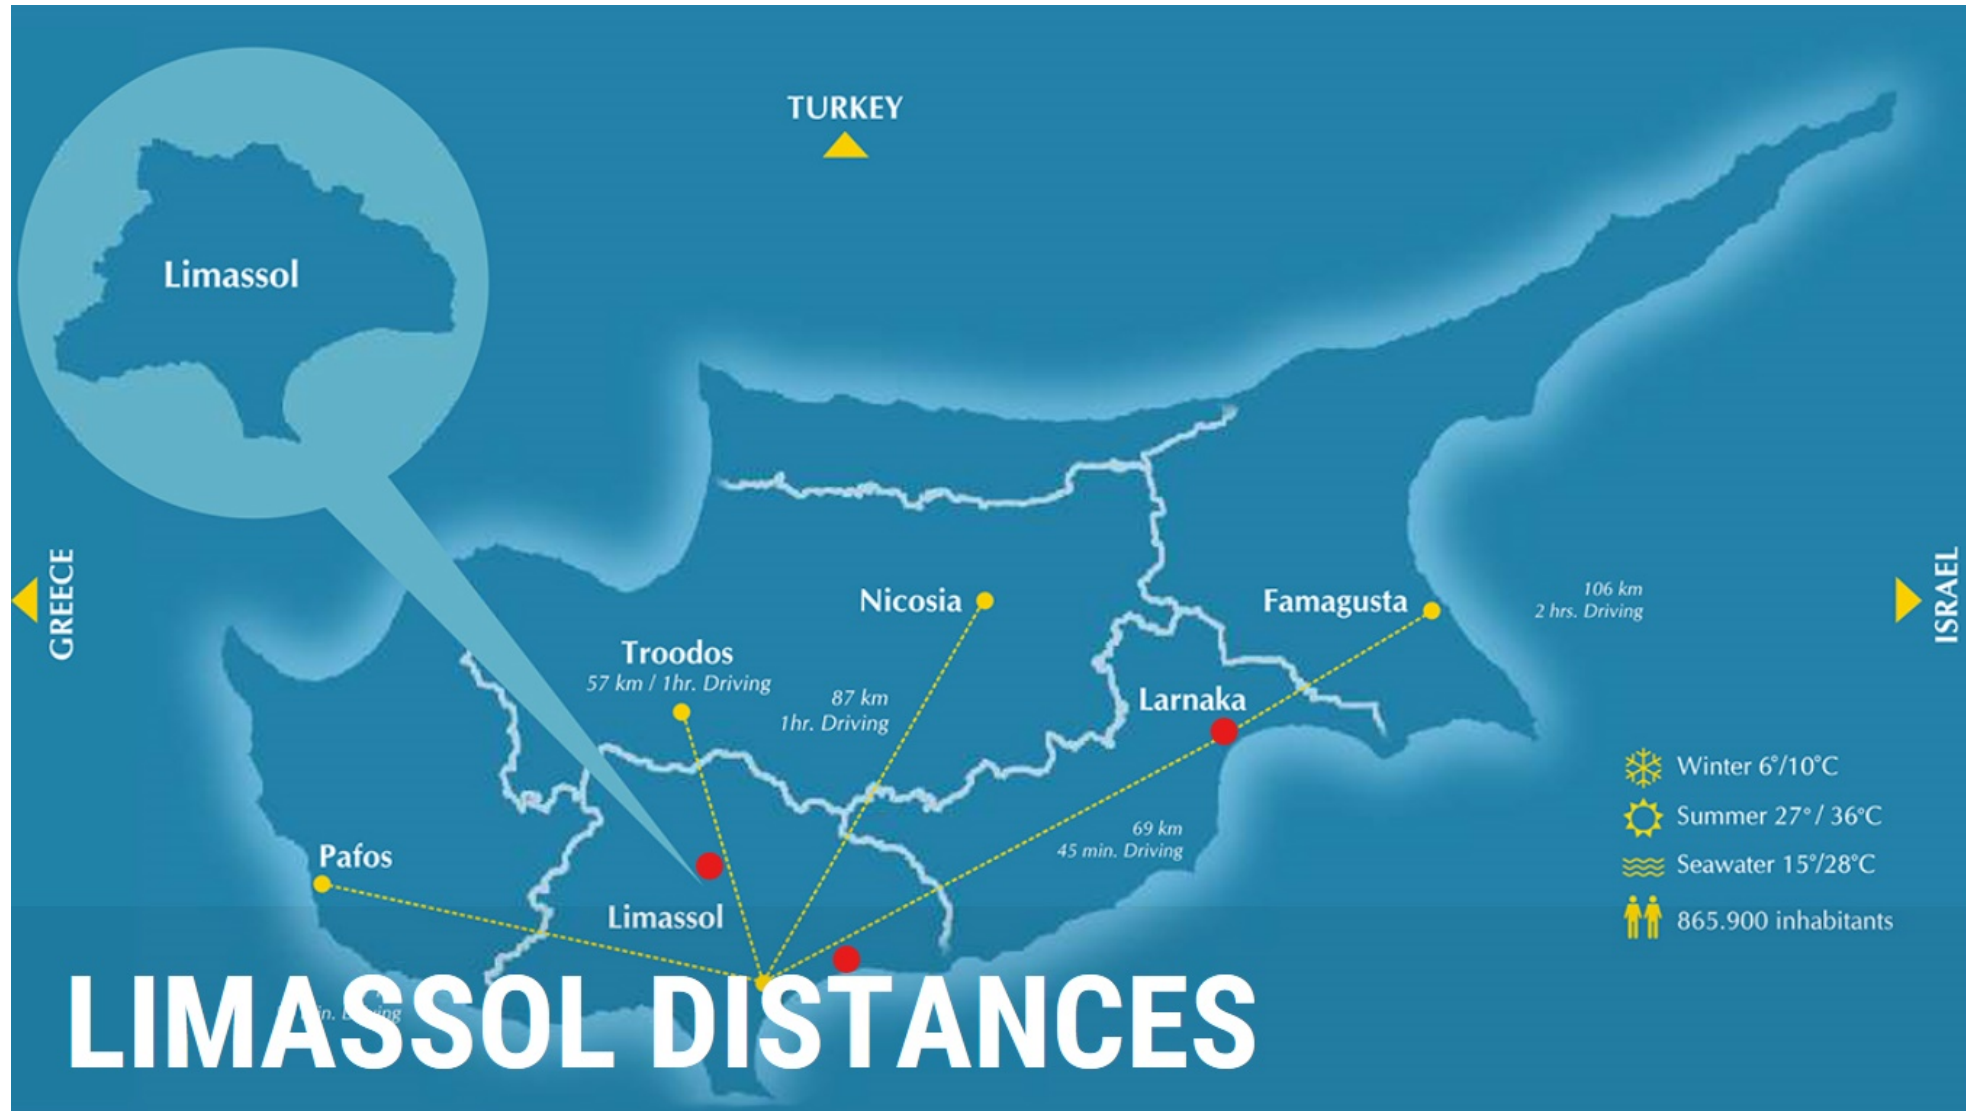 TURKEY
Limassol
GREECE
ISRAEL
Nicosia
Famagusta
106 km
2 hrs. Driving
Troodos
57 km / 1hr. Driving
87 km
1hr. Driving
Larnaka
Winter 6°/10°C
Summer 27°/ 36°C
69 km
45 min. Driving
Seawater 15°/28°C
Pafos
Limassol
865.900 inhabitants
LIMASSOL DISTANCES